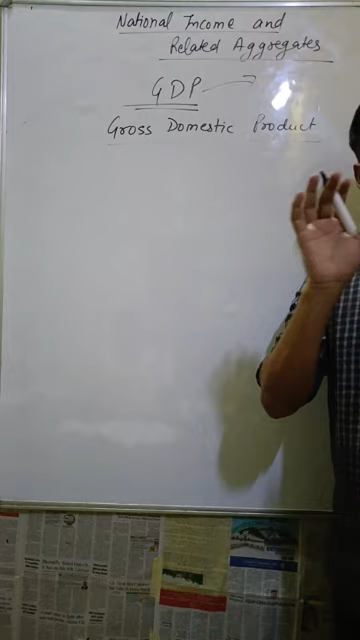 National Income and
Related Aggregates
GDP
Gross Domestic Product